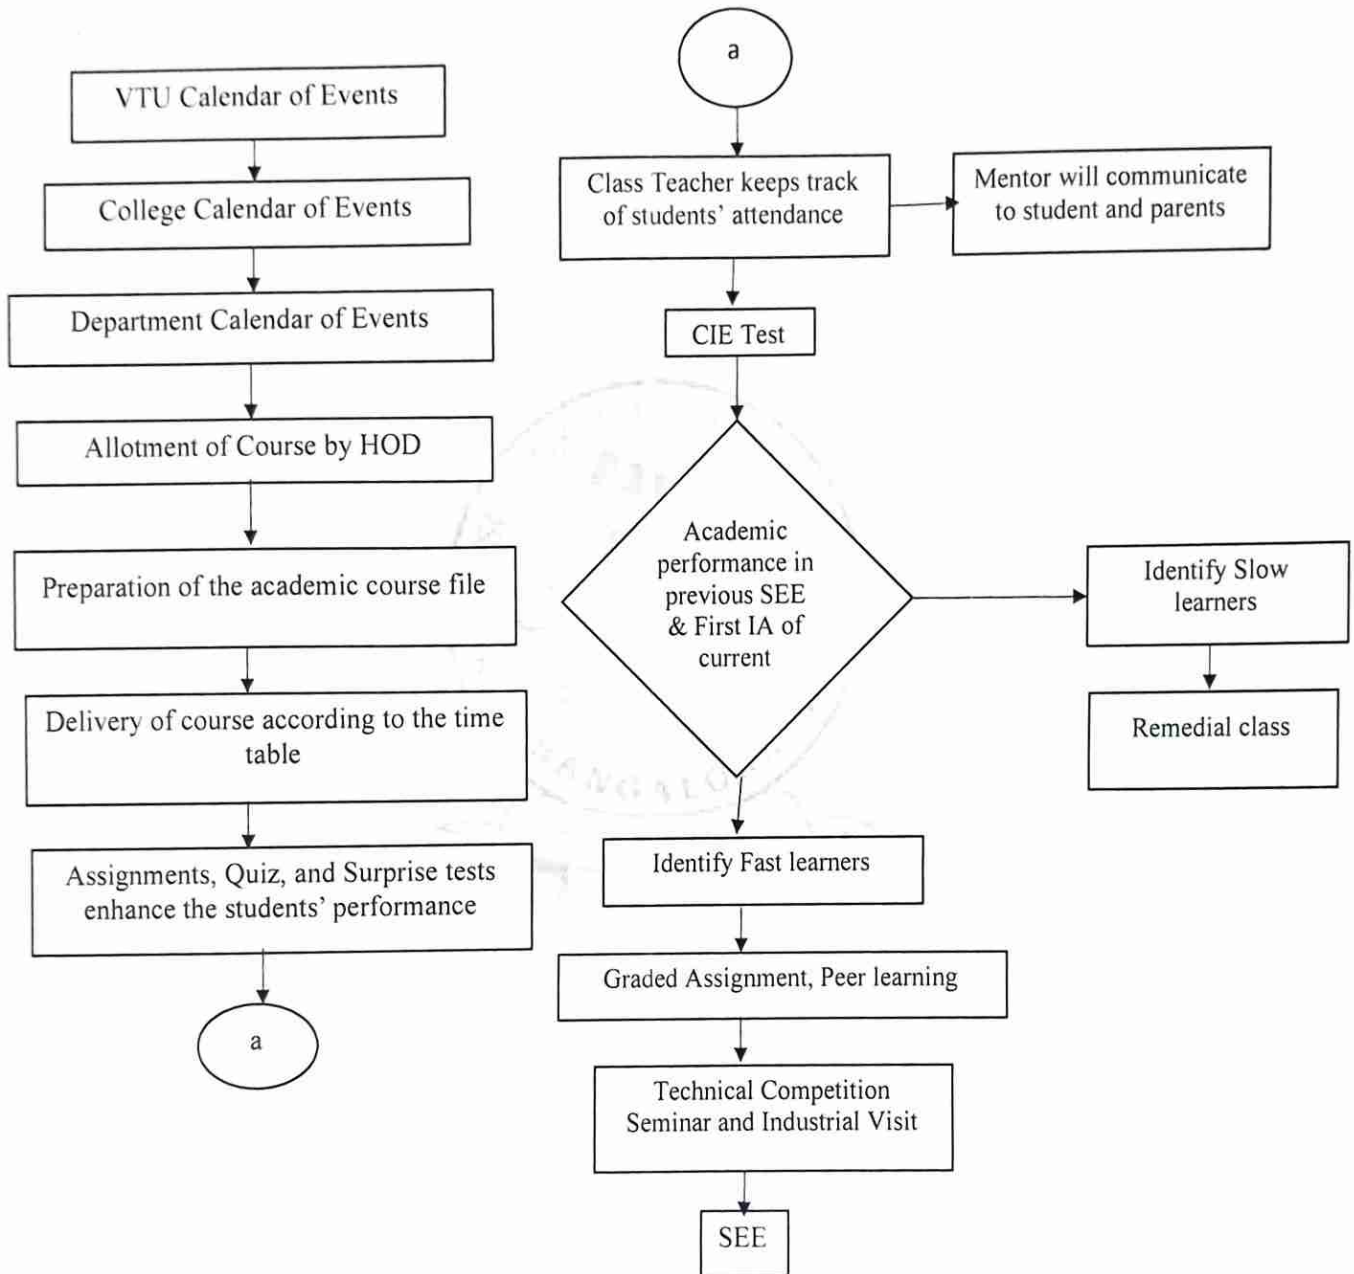 VTU Calendar of Events
College Calendar of Events
Department Calendar of Events
Allotment of Course by HOD
Preparation of the academic course file
Delivery of course according to the time
table
Assignments, Quiz, and Surprise tests
enhance the students’ performance
a
a
Class Teacher keeps track
of students’ attendance
Mentor will communicate
to student and parents
CIE Test
Academic
performance in
previous SEE
& First IA of
current
Identify Slow
learners
Remedial class
Identify Fast learners
Graded Assignment, Peer learning
Technical Competition
Seminar and Industrial Visit
SEE